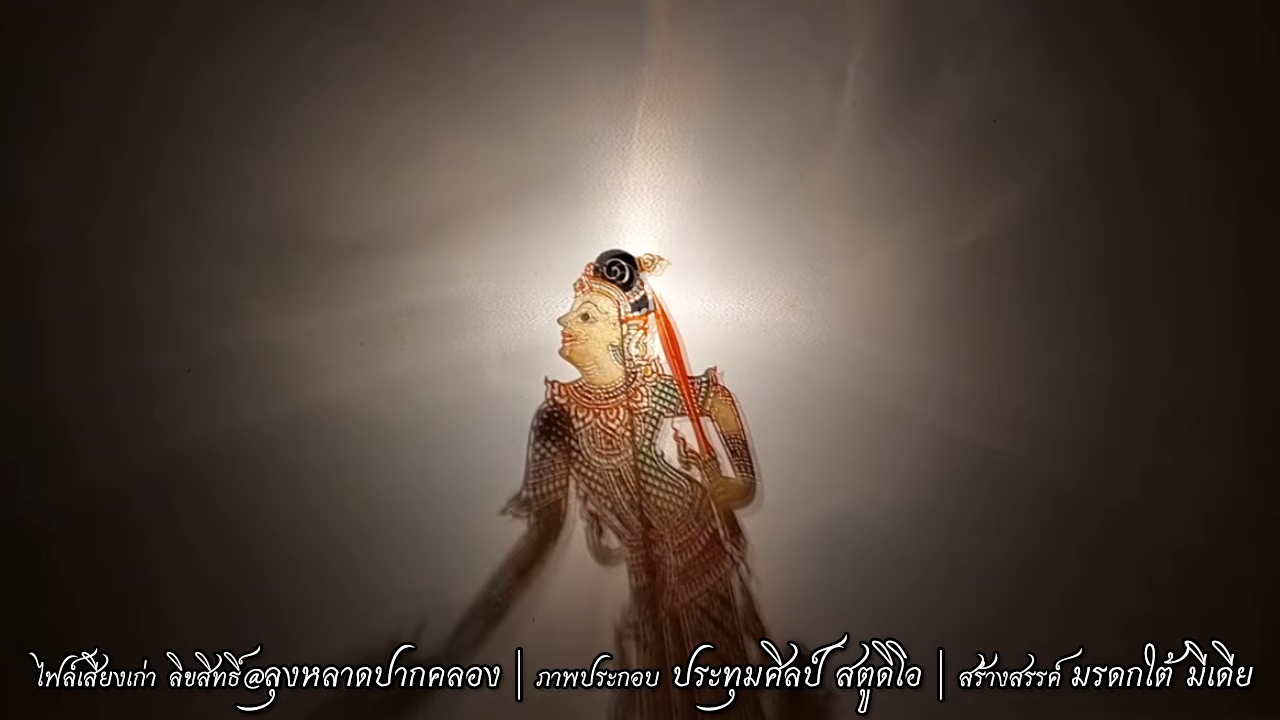 ไฟล์เสียงเก่า ลิขสิทธิ์@ลุงหลาดปากคลอง | ภาพประกอบ ประทุมศิลป์ สตูดิโอ | สร้างสรรค์ มรดกใต้ มีเดีย